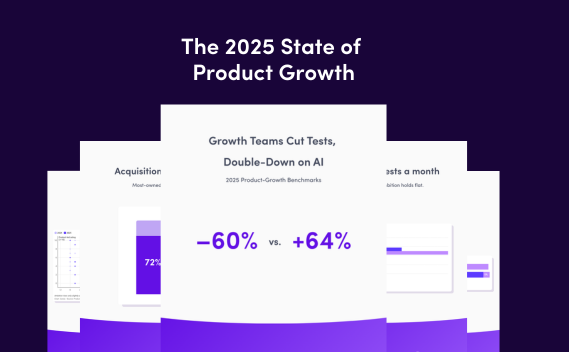 The 2025 State of
Product Growth
Growth Teams Cut Tests,
Double-Down on AI
2025 Product-Growth Benchmarks
–60% vs. +64%
Acquisition
Most-owned
72%
ests a month
sition holds flat.